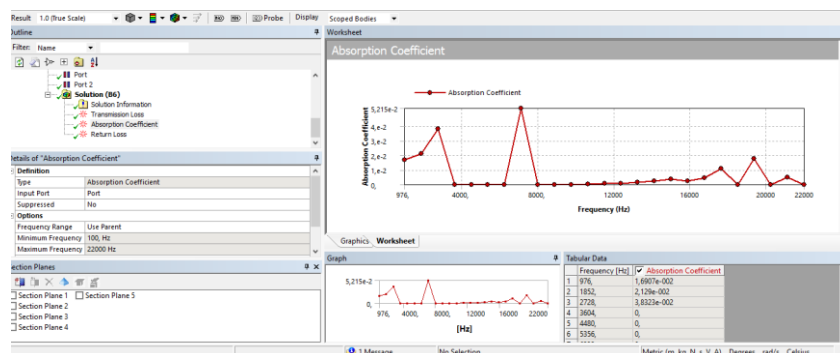 Result 1.0 (True Scale) Probe Display Scoped Bodies
Outline
Filter: Name
Port
Port 2
Solution (B6)
Solution Information
Transmission Loss
Absorption Coefficient
Return Loss
Details of "Absorption Coefficient"
Definition
Type Absorption Coefficient
Input Port Port
Suppressed No
Options
Frequency Range Use Parent
Minimum Frequency 100, Hz
Maximum Frequency 22000 Hz
Section Planes
Section Plane 1 Section Plane 5
Section Plane 2
Section Plane 3
Section Plane 4
Worksheet
Absorption Coefficient
Absorption Coefficient
Absorption Coefficient
5,215e-2
4,e-2
3,e-2
2,e-2
1,e-2
0,
976, 4000, 8000, 12000 16000 20000 22000
Frequency (Hz)
Graphics Worksheet
Graph
5,215e-2
0,
976, 4000, 8000, 12000 16000 22000
[Hz]
Tabular Data
Frequency [Hz] Absorption Coefficient
1 976, 1,6907e-002
2 1852, 2,129e-002
3 2728, 3,8323e-002
4 3604, 0,
5 4480, 0,
6 5356, 0,
1 Message No Selection Metric (m, kg, N, s, V, A) Degrees rad/s Celsius